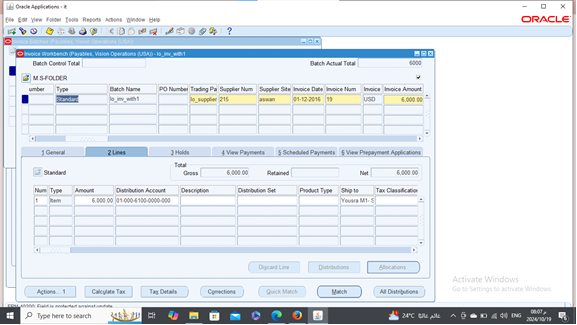 Oracle Applications - it
File Edit View Folder Tools Reports Actions Window Help
ORACLE
Invoice Batches (Payables, Vision Operations (USA))
Invoice Workbench (Payables, Vision Operations (USA)) - lo_inv_with1
Batch Control Total
Batch Actual Total 6000
M.S-FOLDER
umber Type Batch Name PO Number Trading Pa Supplier Num Supplier Site Invoice Date Invoice Num Invoice Invoice Amount
Standard lo_inv_with1 lo_supplier 215 aswan 01-12-2016 19 USD 6,000.00
1 General 2 Lines 3 Holds 4 View Payments 5 Scheduled Payments 6 View Prepayment Applications
Total
Standard Gross 6,000.00 Retained Net 6,000.00
Num Type Amount Distribution Account Description Distribution Set Product Type Ship to Tax Classification
1 Item 6,000.00 01-000-6100-0000-000 Yousra M1- S
Discard Line Distributions Allocations
Actions... 1 Calculate Tax Tax Details Corrections Quick Match Match All Distributions
Activate Windows
Go to Settings to activate Windows.
FRM-40200: Field is protected against update.
Type here to search
24°C غائم غالبًا
ENG
08:07 م
2024/10/19